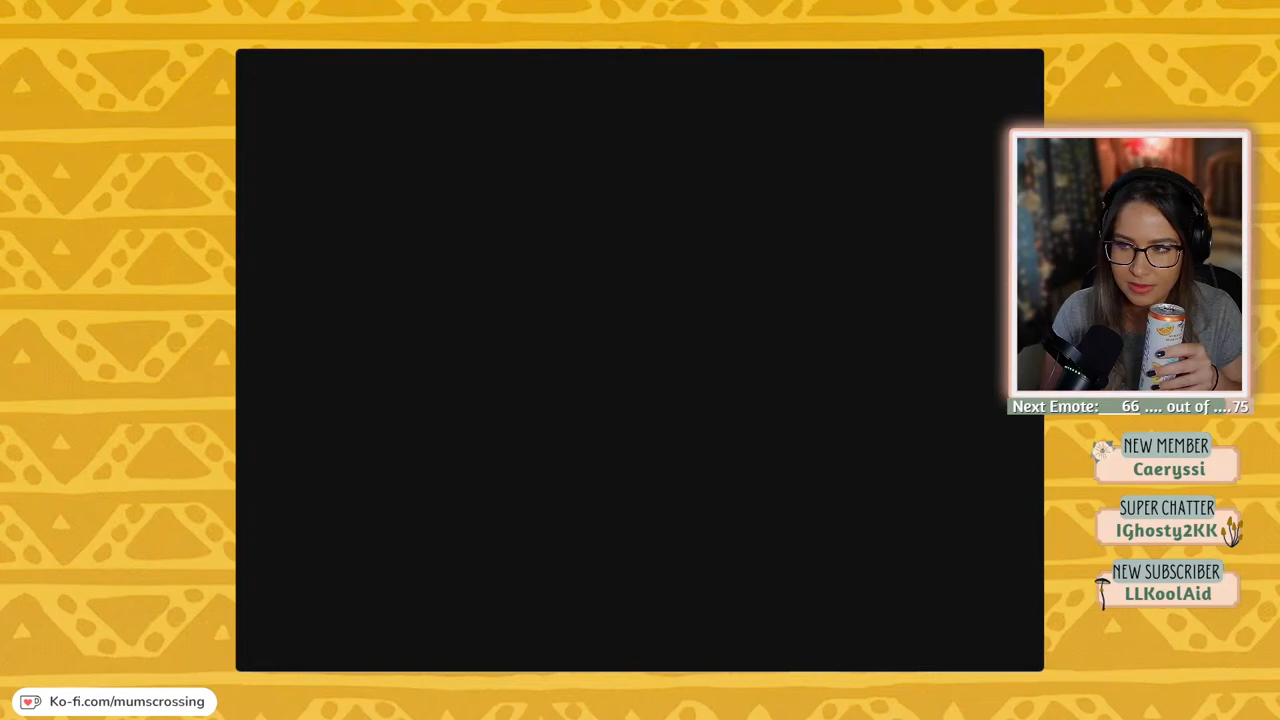 Next Emote: 66 .... out of ....75
NEW MEMBER
Caeryssi
SUPER CHATTER
IGhosty2KK
NEW SUBSCRIBER
LLKoolAid
Ko-fi.com/mumscrossing